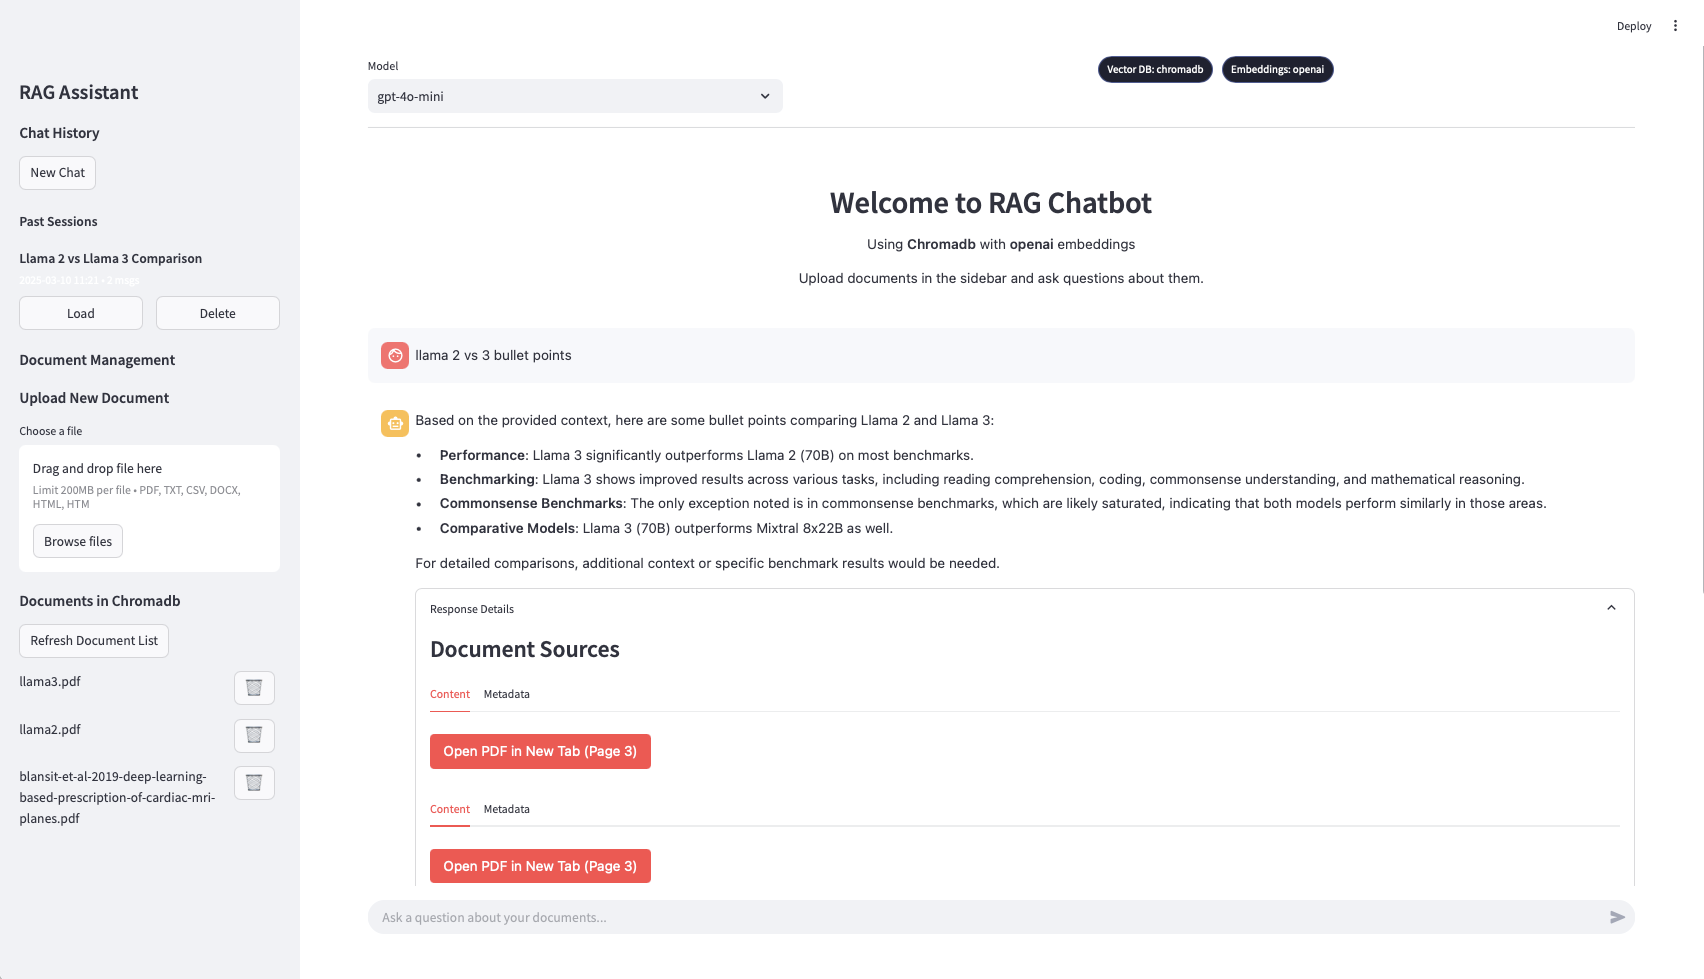 Deploy
RAG Assistant
Chat History
New Chat
Past Sessions
Llama 2 vs Llama 3 Comparison
2025-03-10 11:21 • 2 msgs
Load
Delete
Document Management
Upload New Document
Choose a file
Drag and drop file here
Limit 200MB per file • PDF, TXT, CSV, DOCX,
HTML, HTM
Browse files
Documents in Chromadb
Refresh Document List
llama3.pdf
llama2.pdf
blansit-et-al-2019-deep-learning-
based-prescription-of-cardiac-mri-
planes.pdf
Model
gpt-4o-mini
Vector DB: chromadb
Embeddings: openai
Welcome to RAG Chatbot
Using Chromadb with openai embeddings
Upload documents in the sidebar and ask questions about them.
llama 2 vs 3 bullet points
Based on the provided context, here are some bullet points comparing Llama 2 and Llama 3:
• Performance: Llama 3 significantly outperforms Llama 2 (70B) on most benchmarks.
• Benchmarking: Llama 3 shows improved results across various tasks, including reading comprehension, coding, commonsense understanding, and mathematical reasoning.
• Commonsense Benchmarks: The only exception noted is in commonsense benchmarks, which are likely saturated, indicating that both models perform similarly in those areas.
• Comparative Models: Llama 3 (70B) outperforms Mixtral 8x22B as well.
For detailed comparisons, additional context or specific benchmark results would be needed.
Response Details
Document Sources
Content Metadata
Open PDF in New Tab (Page 3)
Content Metadata
Open PDF in New Tab (Page 3)
Ask a question about your documents...